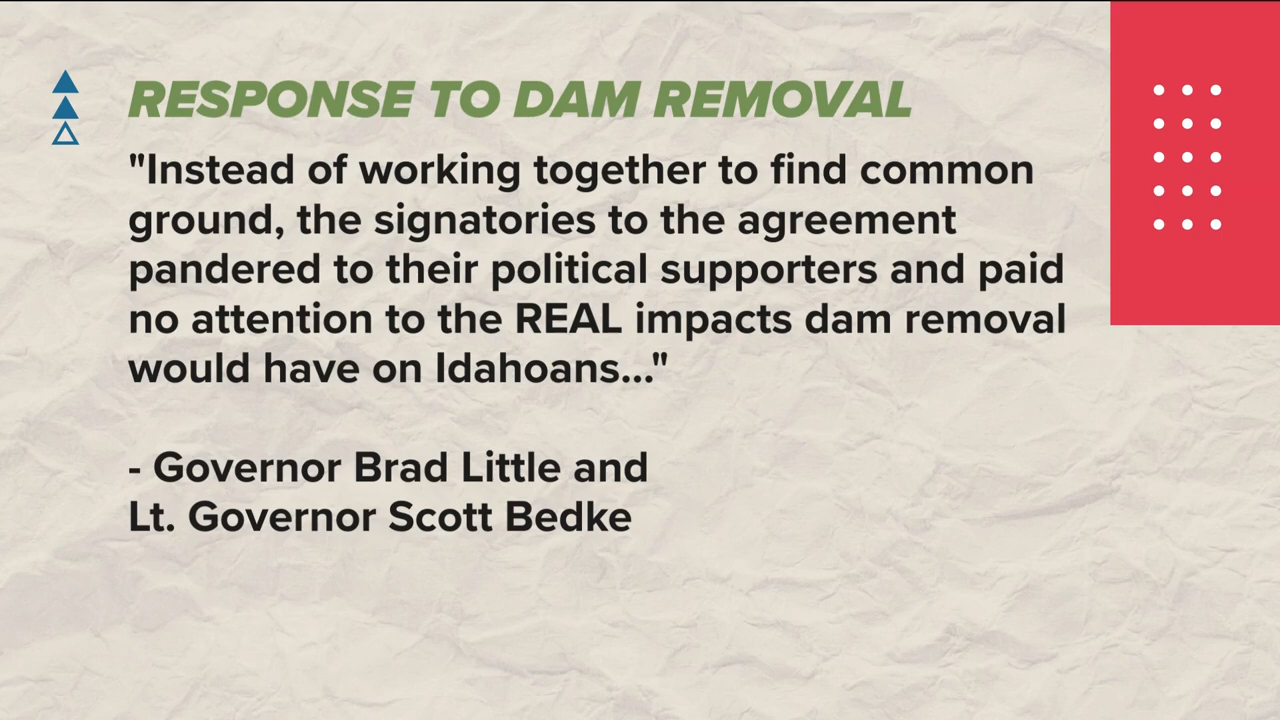 RESPONSE TO DAM REMOVAL
"Instead of working together to find common
ground, the signatories to the agreement
pandered to their political supporters and paid
no attention to the REAL impacts dam removal
would have on Idahoans..."
- Governor Brad Little and
Lt. Governor Scott Bedke